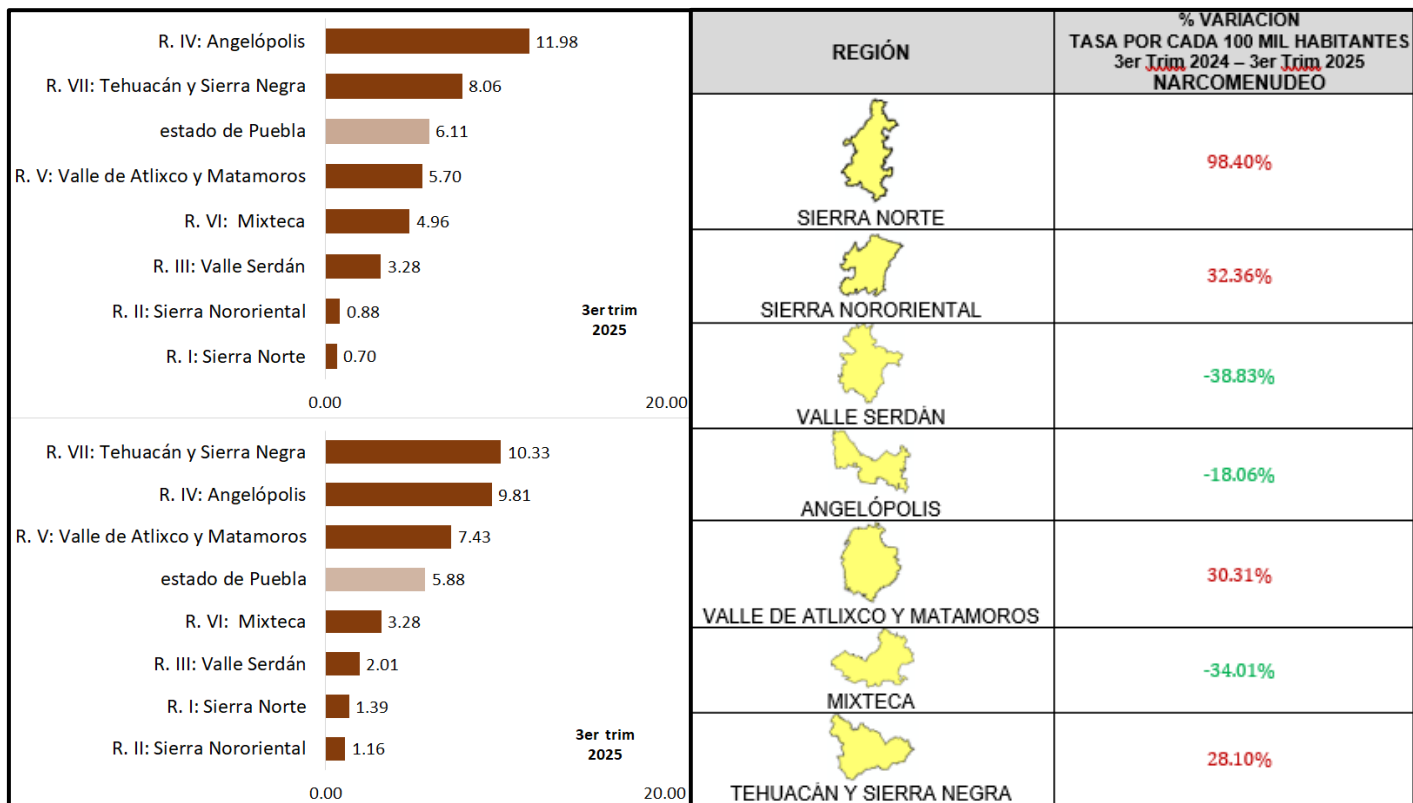 R. IV: Angelópolis 11.98
R. VII: Tehuacán y Sierra Negra 8.06
estado de Puebla 6.11
R. V: Valle de Atlixco y Matamoros 5.70
R. VI: Mixteca 4.96
R. III: Valle Serdán 3.28
R. II: Sierra Nororiental 0.88
R. I: Sierra Norte 0.70
3er trim
2025
0.00 20.00
R. VII: Tehuacán y Sierra Negra 10.33
R. IV: Angelópolis 9.81
R. V: Valle de Atlixco y Matamoros 7.43
estado de Puebla 5.88
R. VI: Mixteca 3.28
R. III: Valle Serdán 2.01
R. I: Sierra Norte 1.39
R. II: Sierra Nororiental 1.16
3er trim
2025
0.00 20.00
REGIÓN
% VARIACION
TASA POR CADA 100 MIL HABITANTES
3er Trim 2024 – 3er Trim 2025
NARCOMENUDEO
SIERRA NORTE
98.40%
SIERRA NORORIENTAL
32.36%
VALLE SERDÁN
-38.83%
ANGELÓPOLIS
-18.06%
VALLE DE ATLIXCO Y MATAMOROS
30.31%
MIXTECA
-34.01%
TEHUACÁN Y SIERRA NEGRA
28.10%